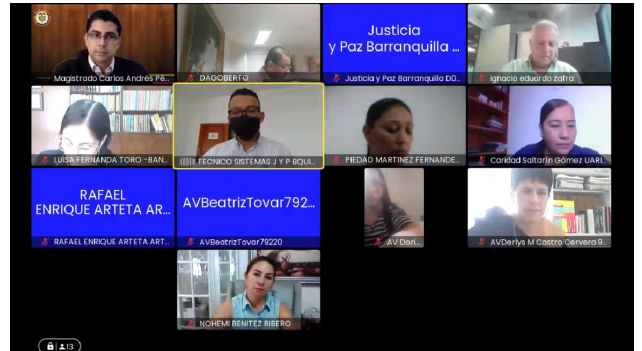 Magistrado Carlos Andrés Pé...
DAGOBERTO
Justicia
y Paz Barranquilla ...
Justicia y Paz Barranquilla D0...
ignacio eduardo zafra
LUISA FERNANDA TORO -BAN...
TECNICO SISTEMAS J Y P BQUI...
PIEDAD MARTINEZ FERNANDE...
Caridad Saltarín Gómez UARI...
RAFAEL
ENRIQUE ARTETA AR...
RAFAEL ENRIQUE ARTETA ART...
AVBeatrizTovar792...
AVBeatrizTovar79220
AV Dori...
AVDerlys M Castro Cervera 9...
NOHEMI BENITEZ RIBERO
13